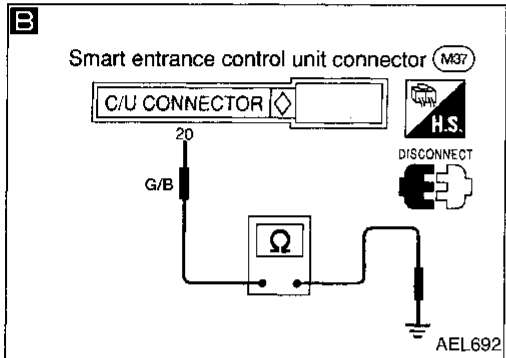 B
Smart entrance control unit connector M37
C/U CONNECTOR
H.S.
20
DISCONNECT
G/B
Ω
AEL692